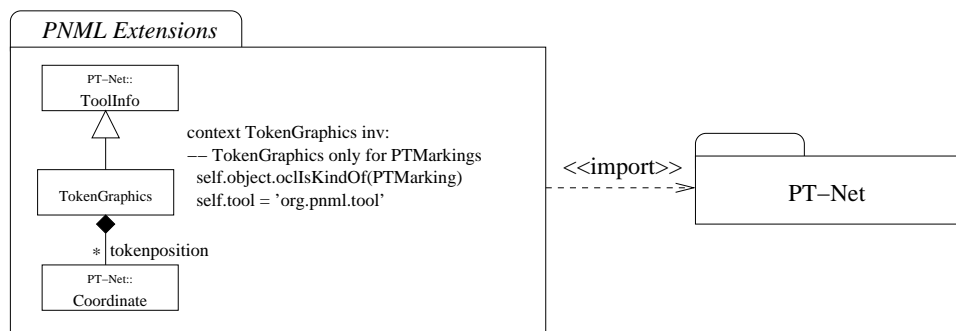 PNML Extensions
PT−Net::
ToolInfo
context TokenGraphics inv:
−− TokenGraphics only for PTMarkings
self.object.oclIsKindOf(PTMarking)
self.tool = ’org.pnml.tool’
TokenGraphics
* tokenposition
PT−Net::
Coordinate
<<import>>
PT−Net